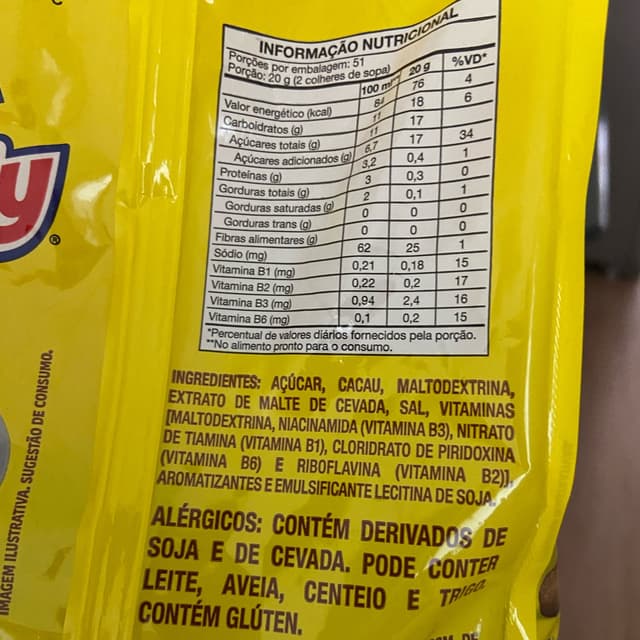 INFORMAÇÃO NUTRICIONAL
Porções por embalagem: 51
Porção: 20 g (2 colheres de sopa)
100 ml** 20 g %VD*
Valor energético (kcal) 84 76 4
Carboidratos (g) 11 18 6
Açúcares totais (g) 11 17
Açúcares adicionados (g) 6,7 17 34
Proteínas (g) 3,2 0,4 1
Gorduras totais (g) 3 0,3 0
Gorduras saturadas (g) 2 0,1 1
Gorduras trans (g) 0 0 0
Fibras alimentares (g) 0 0 0
Sódio (mg) 62 25 1
Vitamina B1 (mg) 0,21 0,18 15
Vitamina B2 (mg) 0,22 0,2 17
Vitamina B3 (mg) 0,94 2,4 16
Vitamina B6 (mg) 0,1 0,2 15
*Percentual de valores diários fornecidos pela porção.
**No alimento pronto para o consumo.
INGREDIENTES: AÇÚCAR, CACAU, MALTODEXTRINA,
EXTRATO DE MALTE DE CEVADA, SAL, VITAMINAS
[MALTODEXTRINA, NIACINAMIDA (VITAMINA B3), NITRATO
DE TIAMINA (VITAMINA B1), CLORIDRATO DE PIRIDOXINA
(VITAMINA B6) E RIBOFLAVINA (VITAMINA B2)],
AROMATIZANTES E EMULSIFICANTE LECITINA DE SOJA.
ALÉRGICOS: CONTÉM DERIVADOS DE
SOJA E DE CEVADA. PODE CONTER
LEITE, AVEIA, CENTEIO E TRIGO.
CONTÉM GLÚTEN.
IMAGEM ILUSTRATIVA. SUGESTÃO DE CONSUMO.
y®